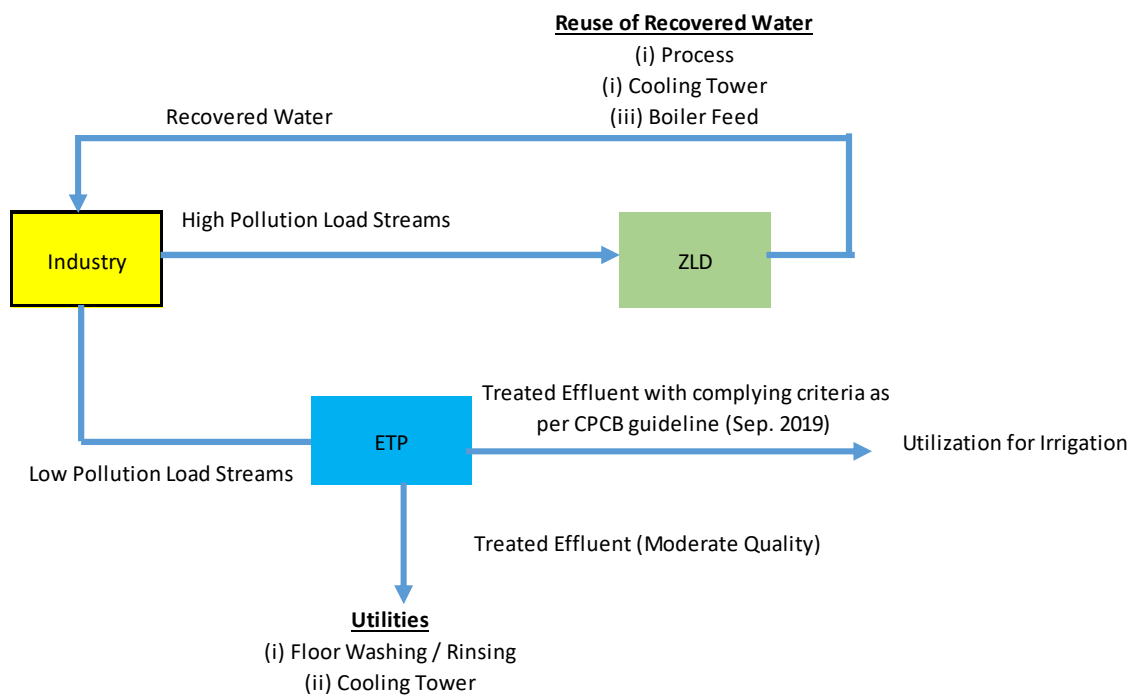 Reuse of Recovered Water
(i) Process
(i) Cooling Tower
(iii) Boiler Feed
Recovered Water
High Pollution Load Streams
Industry
ZLD
Treated Effluent with complying criteria as
per CPCB guideline (Sep. 2019)
ETP
Utilization for Irrigation
Low Pollution Load Streams
Treated Effluent (Moderate Quality)
Utilities
(i) Floor Washing / Rinsing
(ii) Cooling Tower